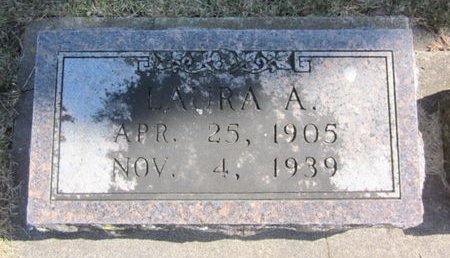 LAURA A.
APR. 25, 1905
NOV. 4, 1939